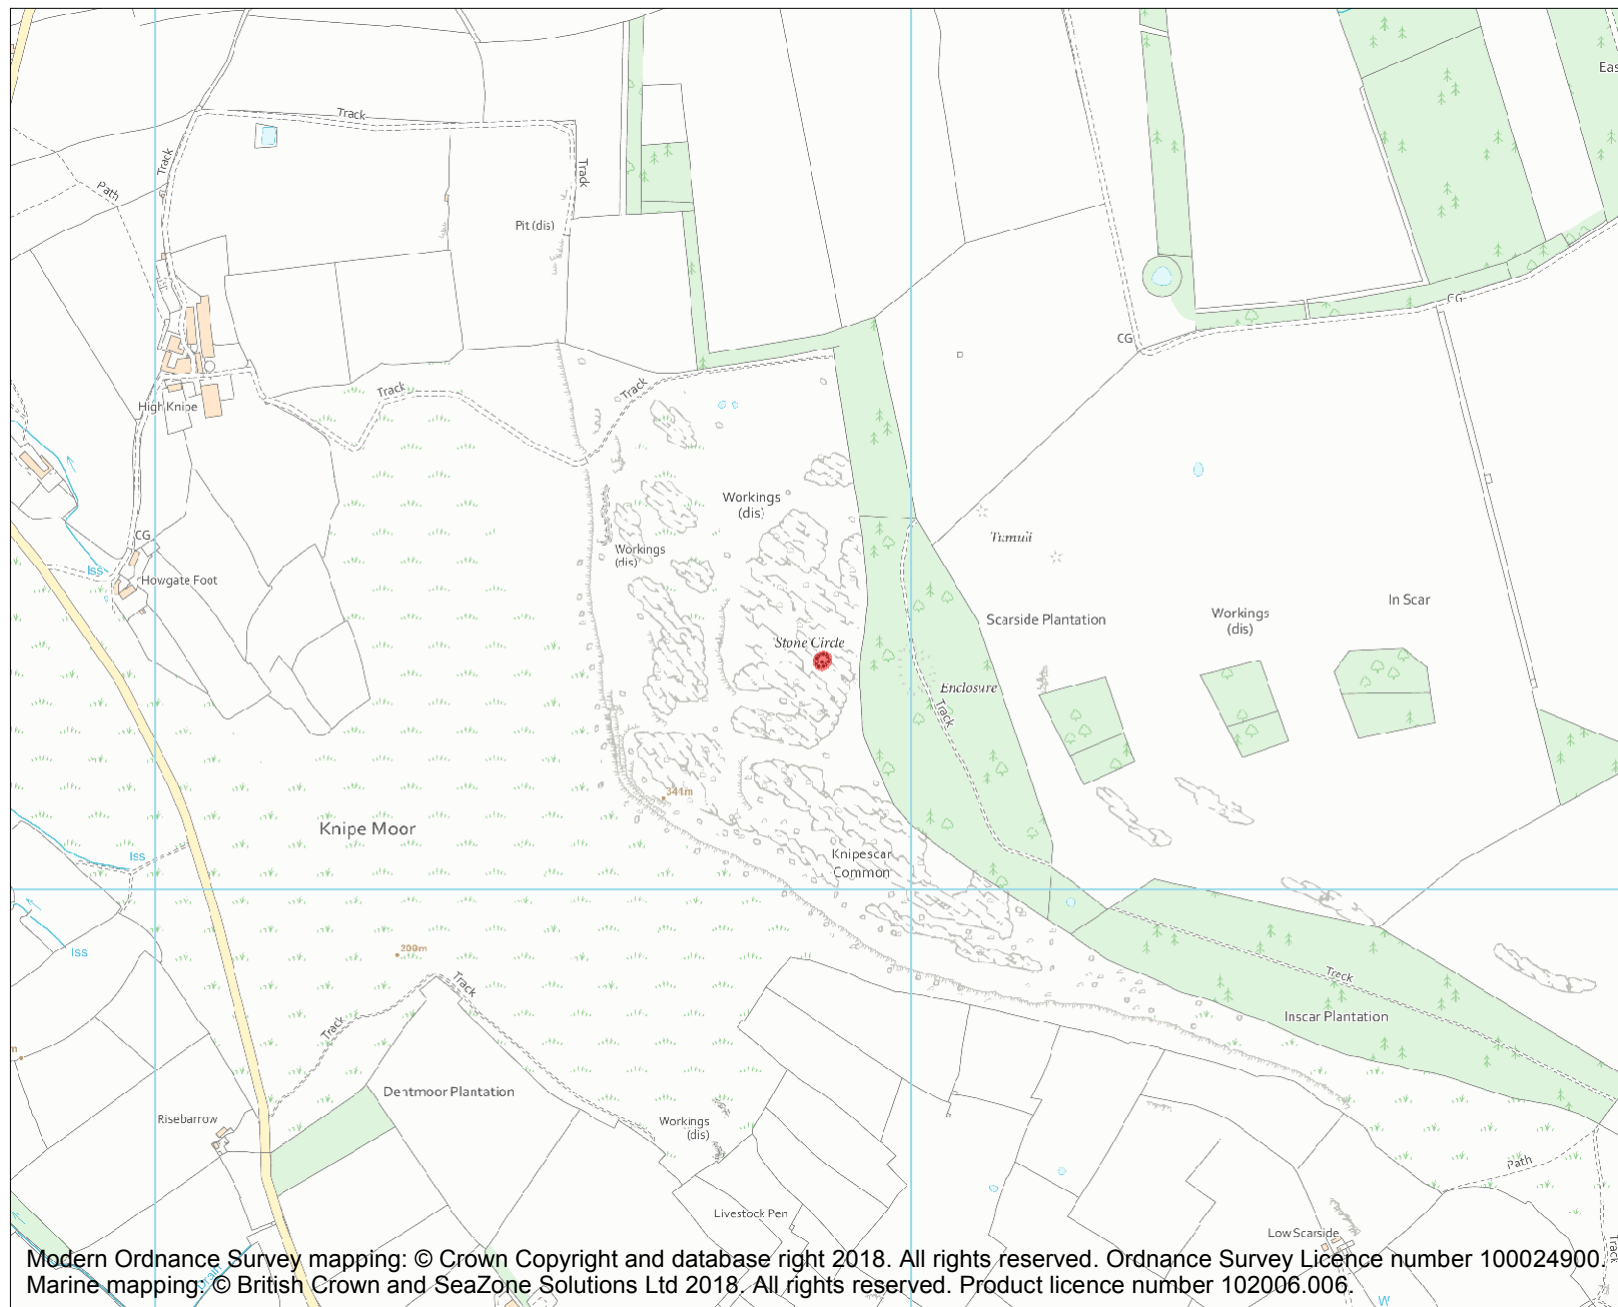 Eas
Track
Track
Track
Path
Pit (dis)
CG
CG
Track
Track
High Knipe
Workings
(dis)
CG
Workings
(dis)
Tumuli
Iss
Howgate Foot
In Scar
Workings
(dis)
Scarside Plantation
Stone Circle
Enclosure
Track
341m
Knipe Moor
Iss
Knipescar
Common
Iss
Track
Track
Track
Inscar Plantation
m
Dentmoor Plantation
Risebarrow
Workings
(dis)
Path
Livestock Pen
Low Scarside
Track
Drain
W
Modern Ordnance Survey mapping: © Crown Copyright and database right 2018. All rights reserved. Ordnance Survey Licence number 100024900.
Marine mapping: © British Crown and SeaZone Solutions Ltd 2018. All rights reserved. Product licence number 102006.006.